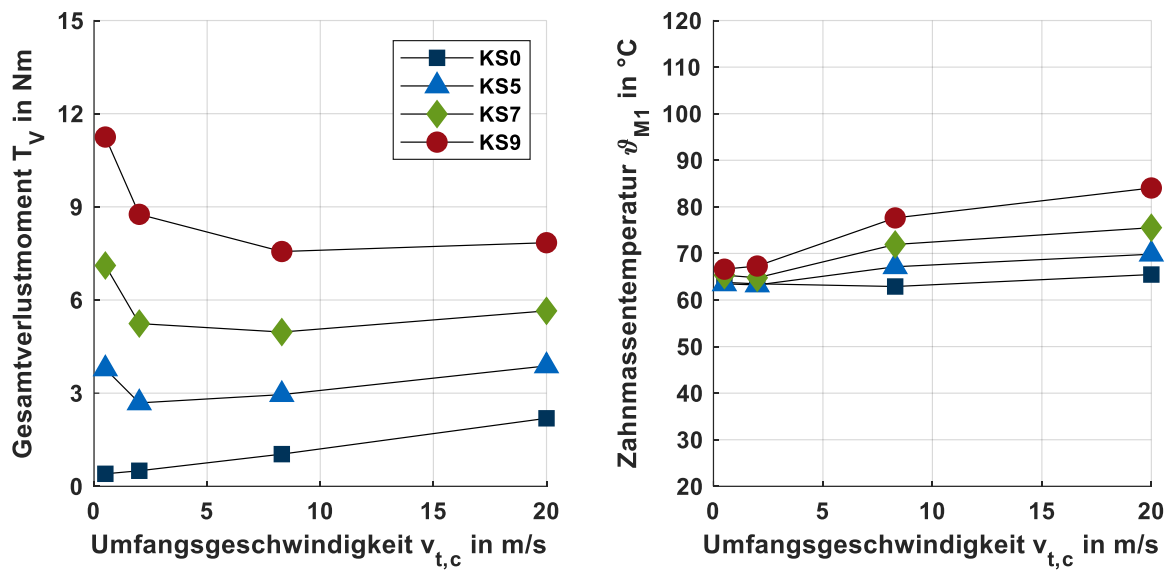 Gesamtverlustmoment T_V in Nm
15
12
9
6
3
0
KS0
KS5
KS7
KS9
0 5 10 15 20
Umfangsgeschwindigkeit v_t,c in m/s
Zahnmassentemperatur ϑ_M1 in °C
120
110
100
90
80
70
60
50
40
30
20
0 5 10 15 20
Umfangsgeschwindigkeit v_t,c in m/s